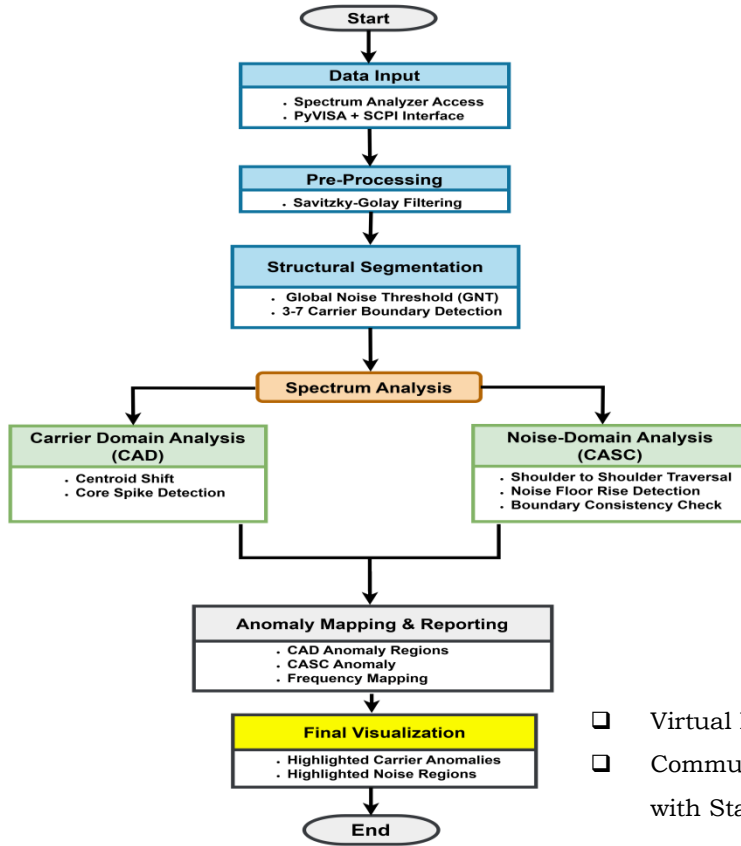 Start
Data Input
. Spectrum Analyzer Access
. PyVISA + SCPI Interface
Pre-Processing
. Savitzky-Golay Filtering
Structural Segmentation
. Global Noise Threshold (GNT)
. 3-7 Carrier Boundary Detection
Spectrum Analysis
Carrier Domain Analysis
(CAD)
. Centroid Shift
. Core Spike Detection
Noise-Domain Analysis
(CASC)
. Shoulder to Shoulder Traversal
. Noise Floor Rise Detection
. Boundary Consistency Check
Anomaly Mapping & Reporting
. CAD Anomaly Regions
. CASC Anomaly
. Frequency Mapping
Final Visualization
. Highlighted Carrier Anomalies
. Highlighted Noise Regions
End
❑ Virtual
❑
with